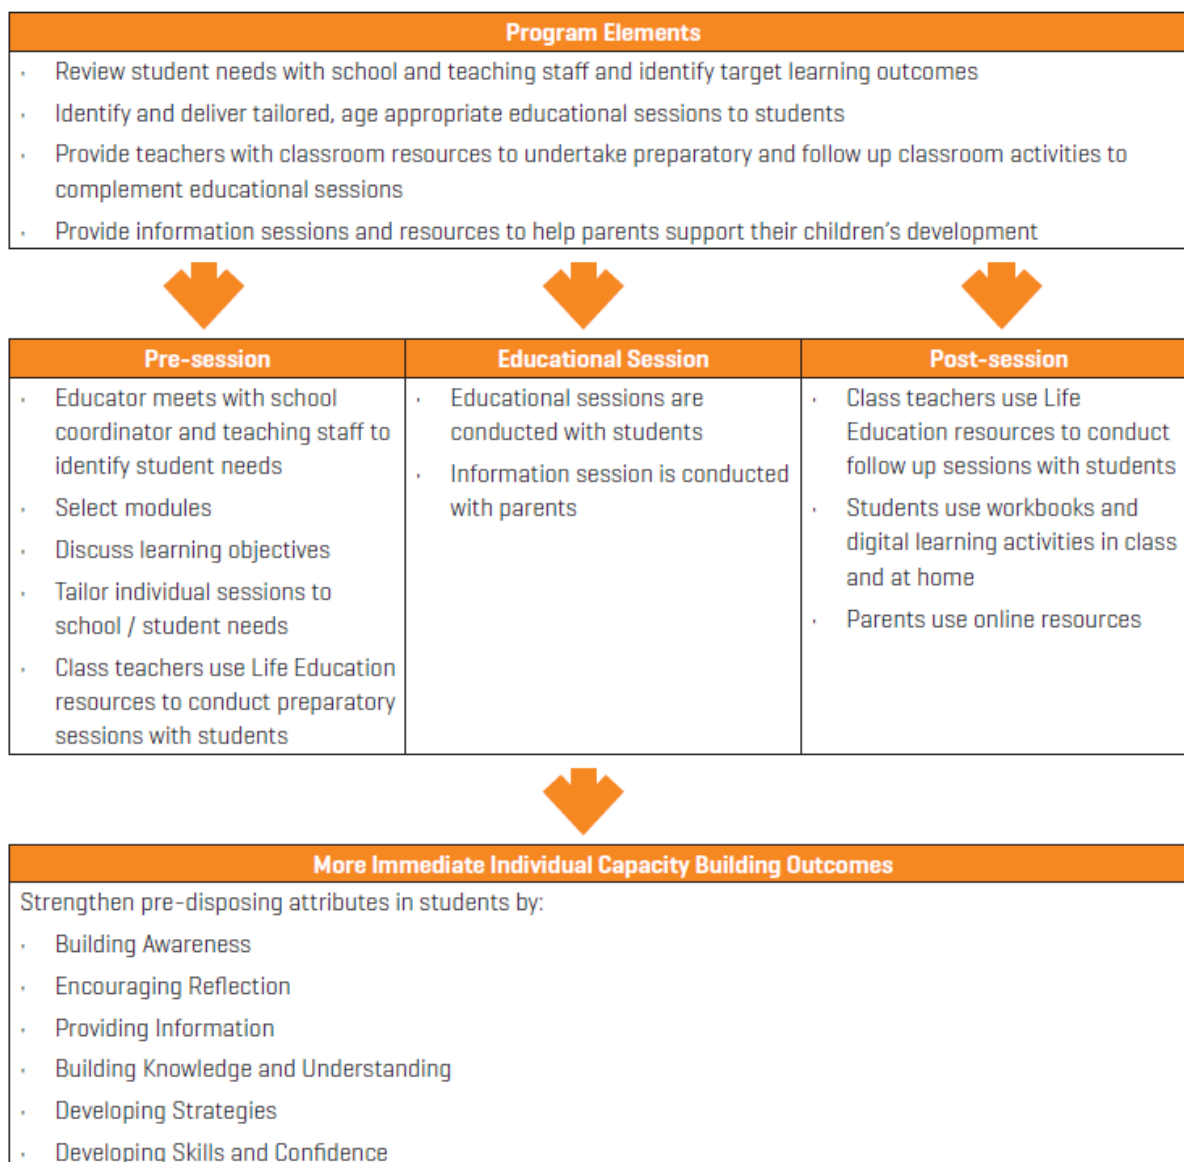 Program Elements
· Review student needs with school and teaching staff and identify target learning outcomes
· Identify and deliver tailored, age appropriate educational sessions to students
· Provide teachers with classroom resources to undertake preparatory and follow up classroom activities to
complement educational sessions
· Provide information sessions and resources to help parents support their children's development
Pre-session
· Educator meets with school
coordinator and teaching staff to
identify student needs
· Select modules
· Discuss learning objectives
· Tailor individual sessions to
school / student needs
· Class teachers use Life Education
resources to conduct preparatory
sessions with students
Educational Session
· Educational sessions are
conducted with students
· Information session is conducted
with parents
Post-session
· Class teachers use Life
Education resources to conduct
follow up sessions with students
· Students use workbooks and
digital learning activities in class
and at home
· Parents use online resources
More Immediate Individual Capacity Building Outcomes
Strengthen pre-disposing attributes in students by:
· Building Awareness
· Encouraging Reflection
· Providing Information
· Building Knowledge and Understanding
· Developing Strategies
· Developing Skills and Confidence